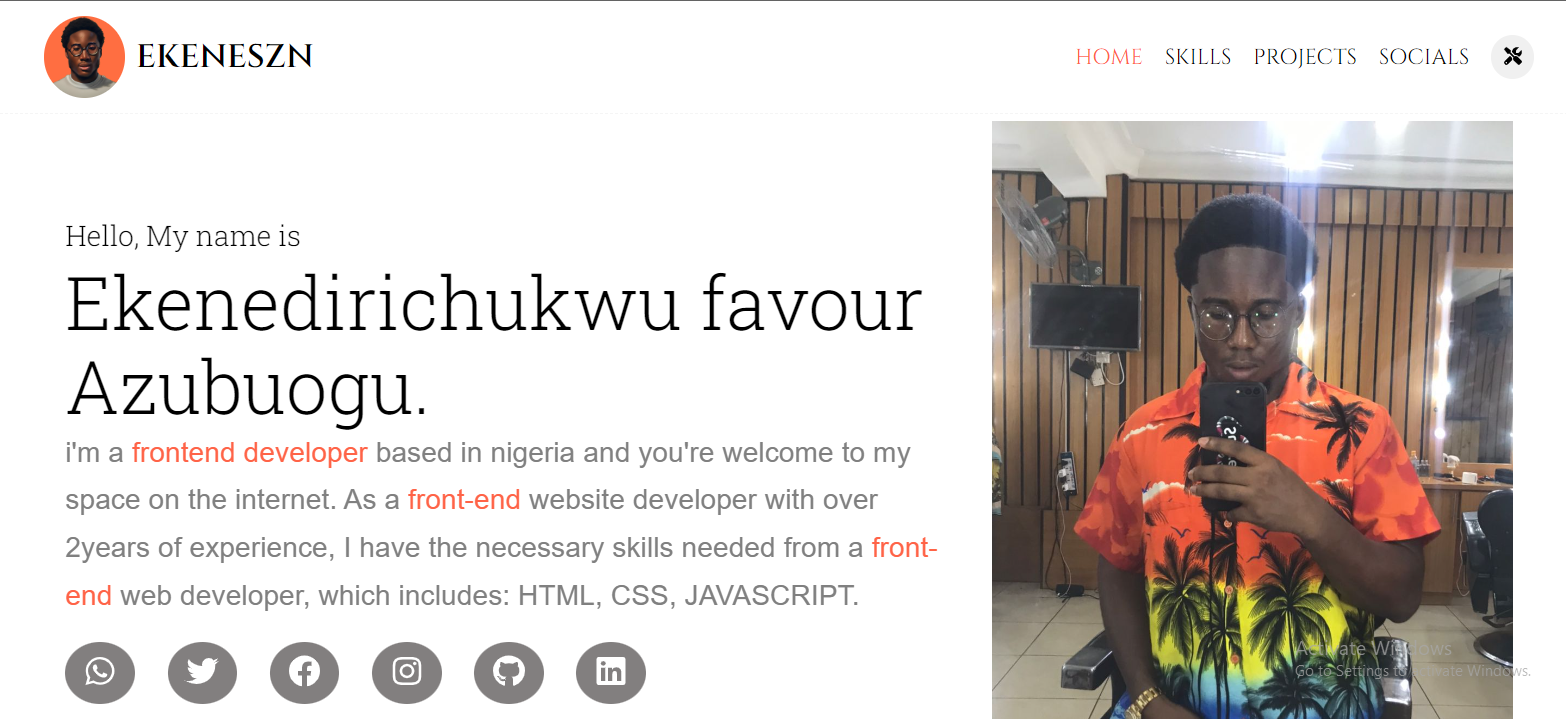 EKENESZN
HOME SKILLS PROJECTS SOCIALS
Hello, My name is
Ekenedirichukwu favour
Azubuogu.
i'm a frontend developer based in nigeria and you're welcome to my
space on the internet. As a front-end website developer with over
2years of experience, I have the necessary skills needed from a front-
end web developer, which includes: HTML, CSS, JAVASCRIPT.
Activate Windows
Go to Settings to Activate Windows.